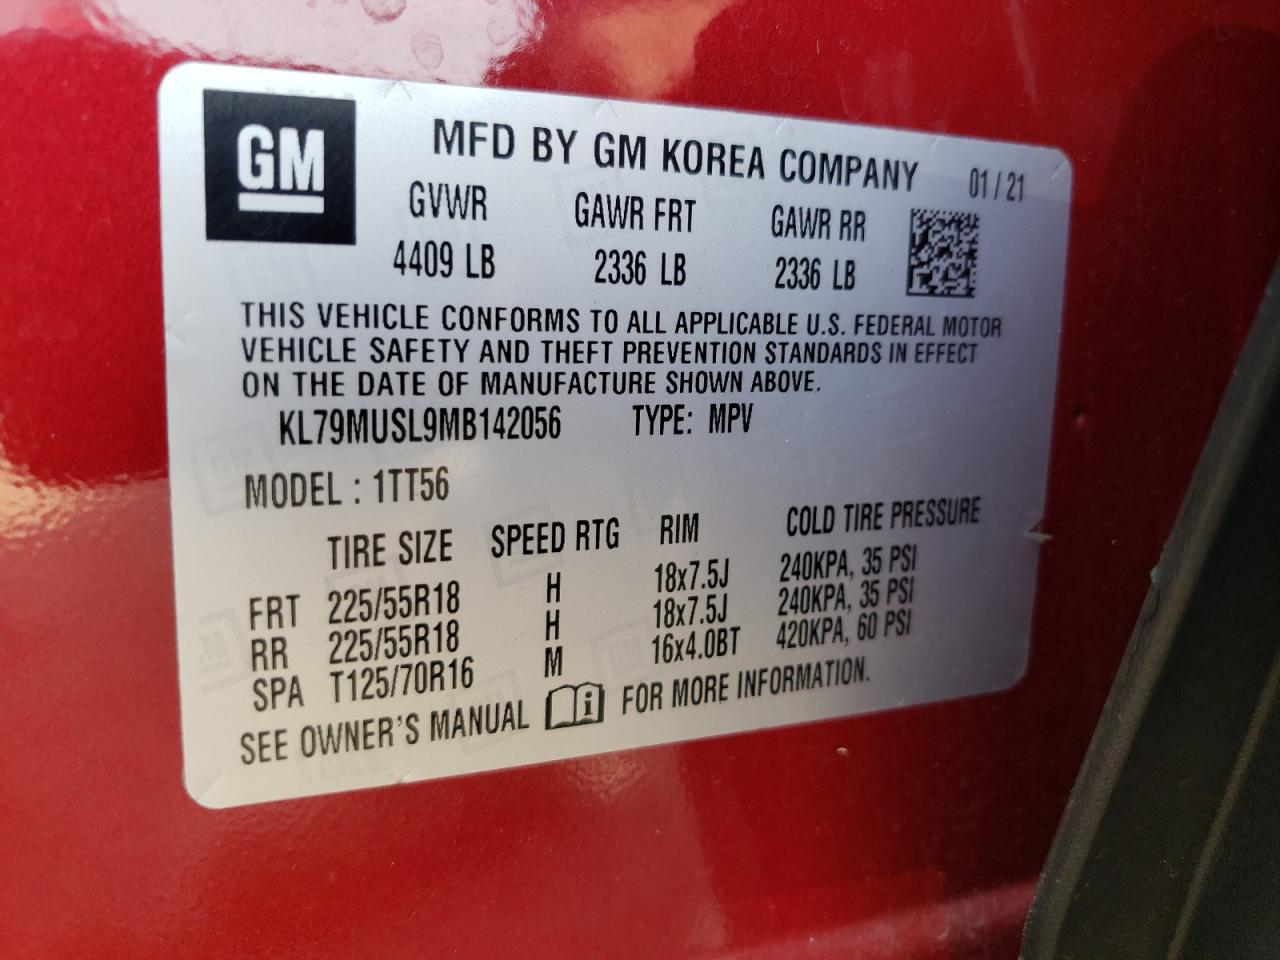 GM
MFD BY GM KOREA COMPANY 01/21
GVWR GAWR FRT GAWR RR
4409 LB 2336 LB 2336 LB
THIS VEHICLE CONFORMS TO ALL APPLICABLE U.S. FEDERAL MOTOR
VEHICLE SAFETY AND THEFT PREVENTION STANDARDS IN EFFECT
ON THE DATE OF MANUFACTURE SHOWN ABOVE.
KL79MUSL9MB142056 TYPE: MPV
MODEL : 1TT56
TIRE SIZE SPEED RTG RIM COLD TIRE PRESSURE
FRT 225/55R18 H 18x7.5J 240KPA, 35 PSI
RR 225/55R18 H 18x7.5J 240KPA, 35 PSI
SPA T125/70R16 M 16x4.0BT 420KPA, 60 PSI
SEE OWNER'S MANUAL i FOR MORE INFORMATION.